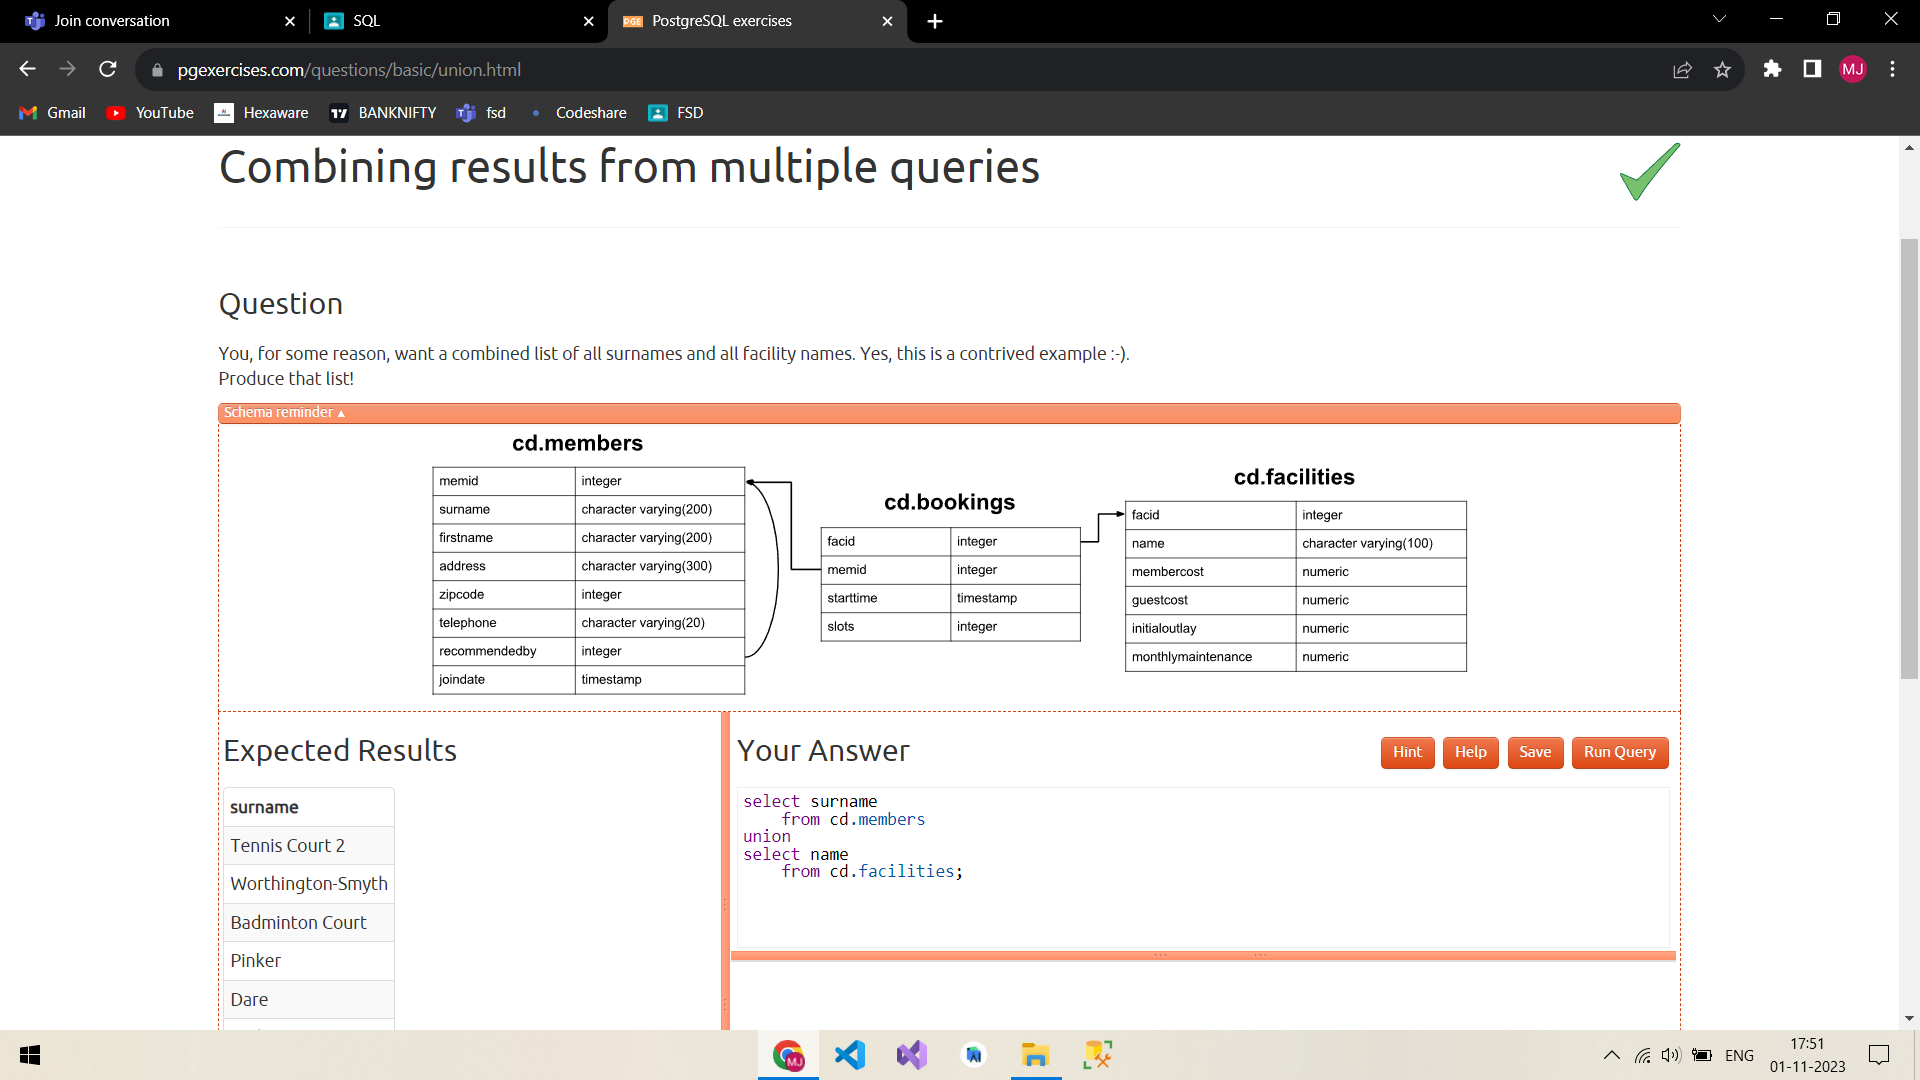 Join conversation
SQL
PGE PostgreSQL exercises
pgexercises.com/questions/basic/union.html
MJ
Gmail
YouTube
Hexaware
BANKNIFTY
fsd
Codeshare
FSD
Combining results from multiple queries
Question
You, for some reason, want a combined list of all surnames and all facility names. Yes, this is a contrived example :-).
Produce that list!
Schema reminder ▲
cd.members
memid integer
surname character varying(200)
firstname character varying(200)
address character varying(300)
zipcode integer
telephone character varying(20)
recommendedby integer
joindate timestamp
cd.bookings
facid integer
memid integer
starttime timestamp
slots integer
cd.facilities
facid integer
name character varying(100)
membercost numeric
guestcost numeric
initialoutlay numeric
monthlymaintenance numeric
Expected Results
surname
Tennis Court 2
Worthington-Smyth
Badminton Court
Pinker
Dare
Your Answer
Hint
Help
Save
Run Query
select surname
from cd.members
union
select name
from cd.facilities;
MJ
ENG
17:51
01-11-2023